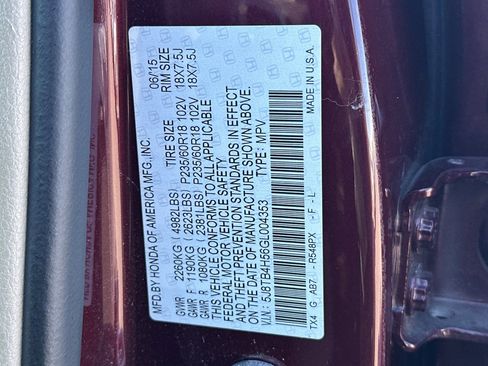 MFD. BY HONDA OF AMERICA MFG., INC. 06/15
TIRE SIZE RIM SIZE
GVWR 2260KG ( 4982LBS)
GAWR F 1190KG ( 2623LBS) P235/60R18 102V 18X7.5J
GAWR R 1080KG ( 2381LBS) P235/60R18 102V 18X7.5J
THIS VEHICLE CONFORMS TO ALL APPLICABLE
FEDERAL MOTOR VEHICLE SAFETY
AND THEFT PREVENTION STANDARDS IN EFFECT
ON THE DATE OF MANUFACTURE SHOWN ABOVE.
V.I.N.: 5J8TB4H56GL004353 TYPE: MPV
TX4 G AB7 - R548PX - F - L MADE IN U.S.A.